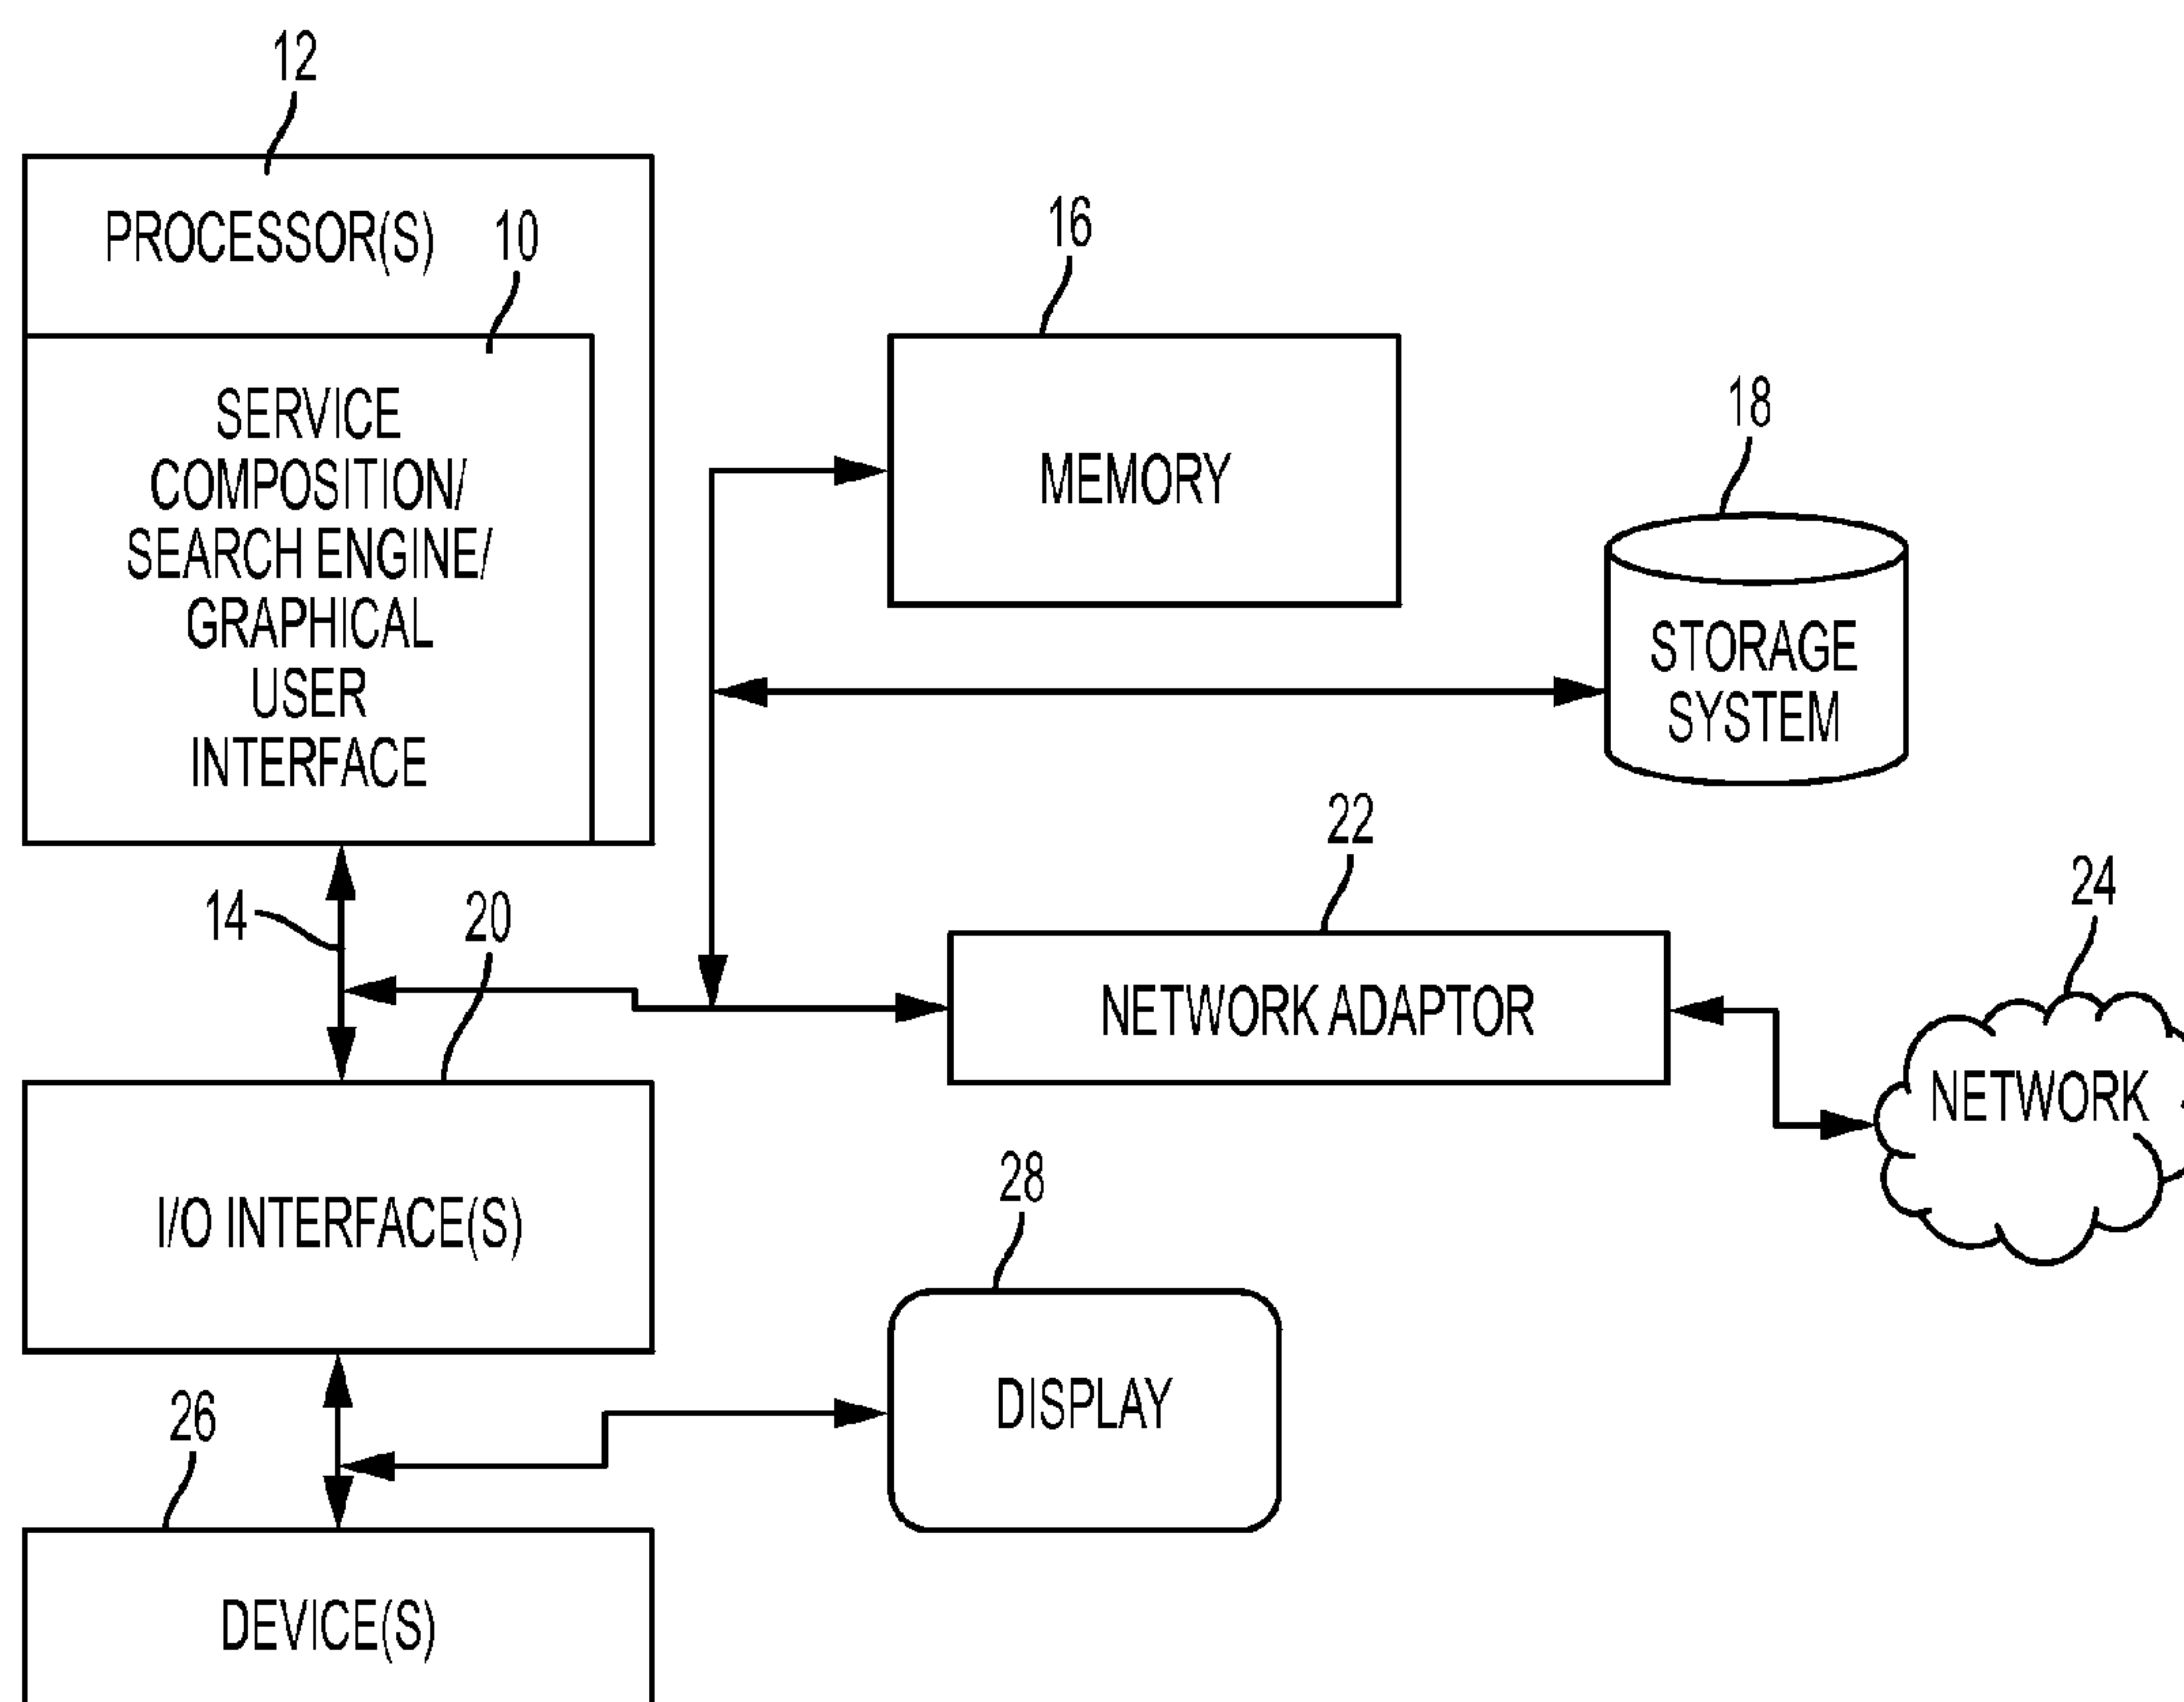 12
PROCESSOR(S)
10
SERVICE
COMPOSITION/
SEARCH ENGINE/
GRAPHICAL
USER
INTERFACE
16
MEMORY
18
STORAGE
SYSTEM
14
20
22
NETWORK ADAPTOR
24
NETWORK
I/O INTERFACE(S)
28
DISPLAY
26
DEVICE(S)